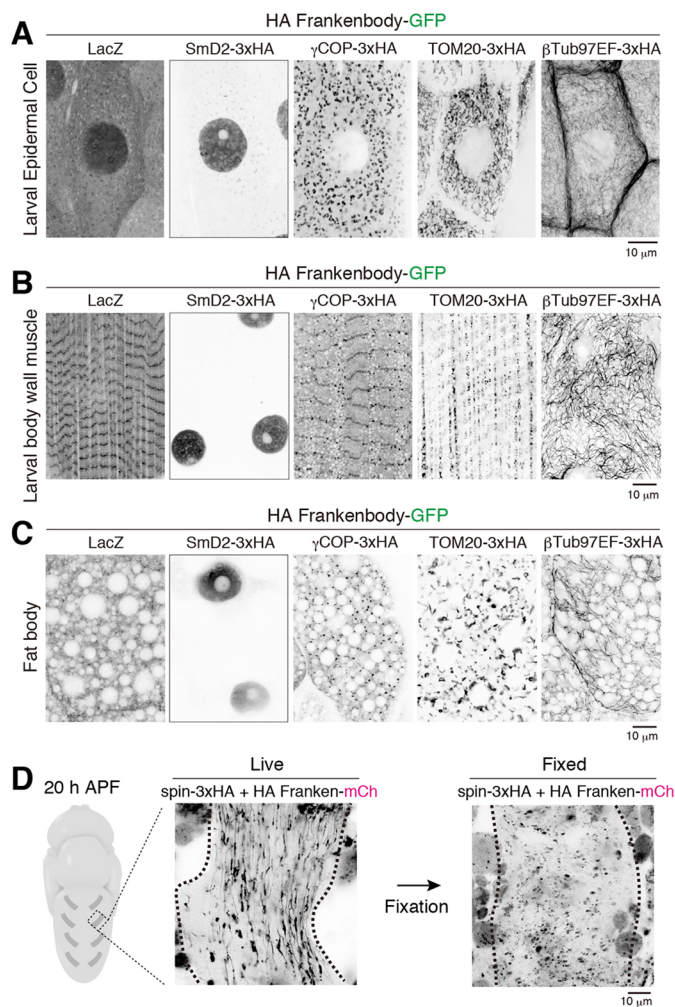 A
HA Frankenbody-GFP
LacZ SmD2-3xHA γCOP-3xHA TOM20-3xHA βTub97EF-3xHA
Larval Epidermal Cell
10 μm
B
HA Frankenbody-GFP
LacZ SmD2-3xHA γCOP-3xHA TOM20-3xHA βTub97EF-3xHA
Larval body wall muscle
10 μm
C
HA Frankenbody-GFP
LacZ SmD2-3xHA γCOP-3xHA TOM20-3xHA βTub97EF-3xHA
Fat body
10 μm
D
20 h APF
Live
spin-3xHA + HA Franken-mCh
Fixation
Fixed
spin-3xHA + HA Franken-mCh
10 μm